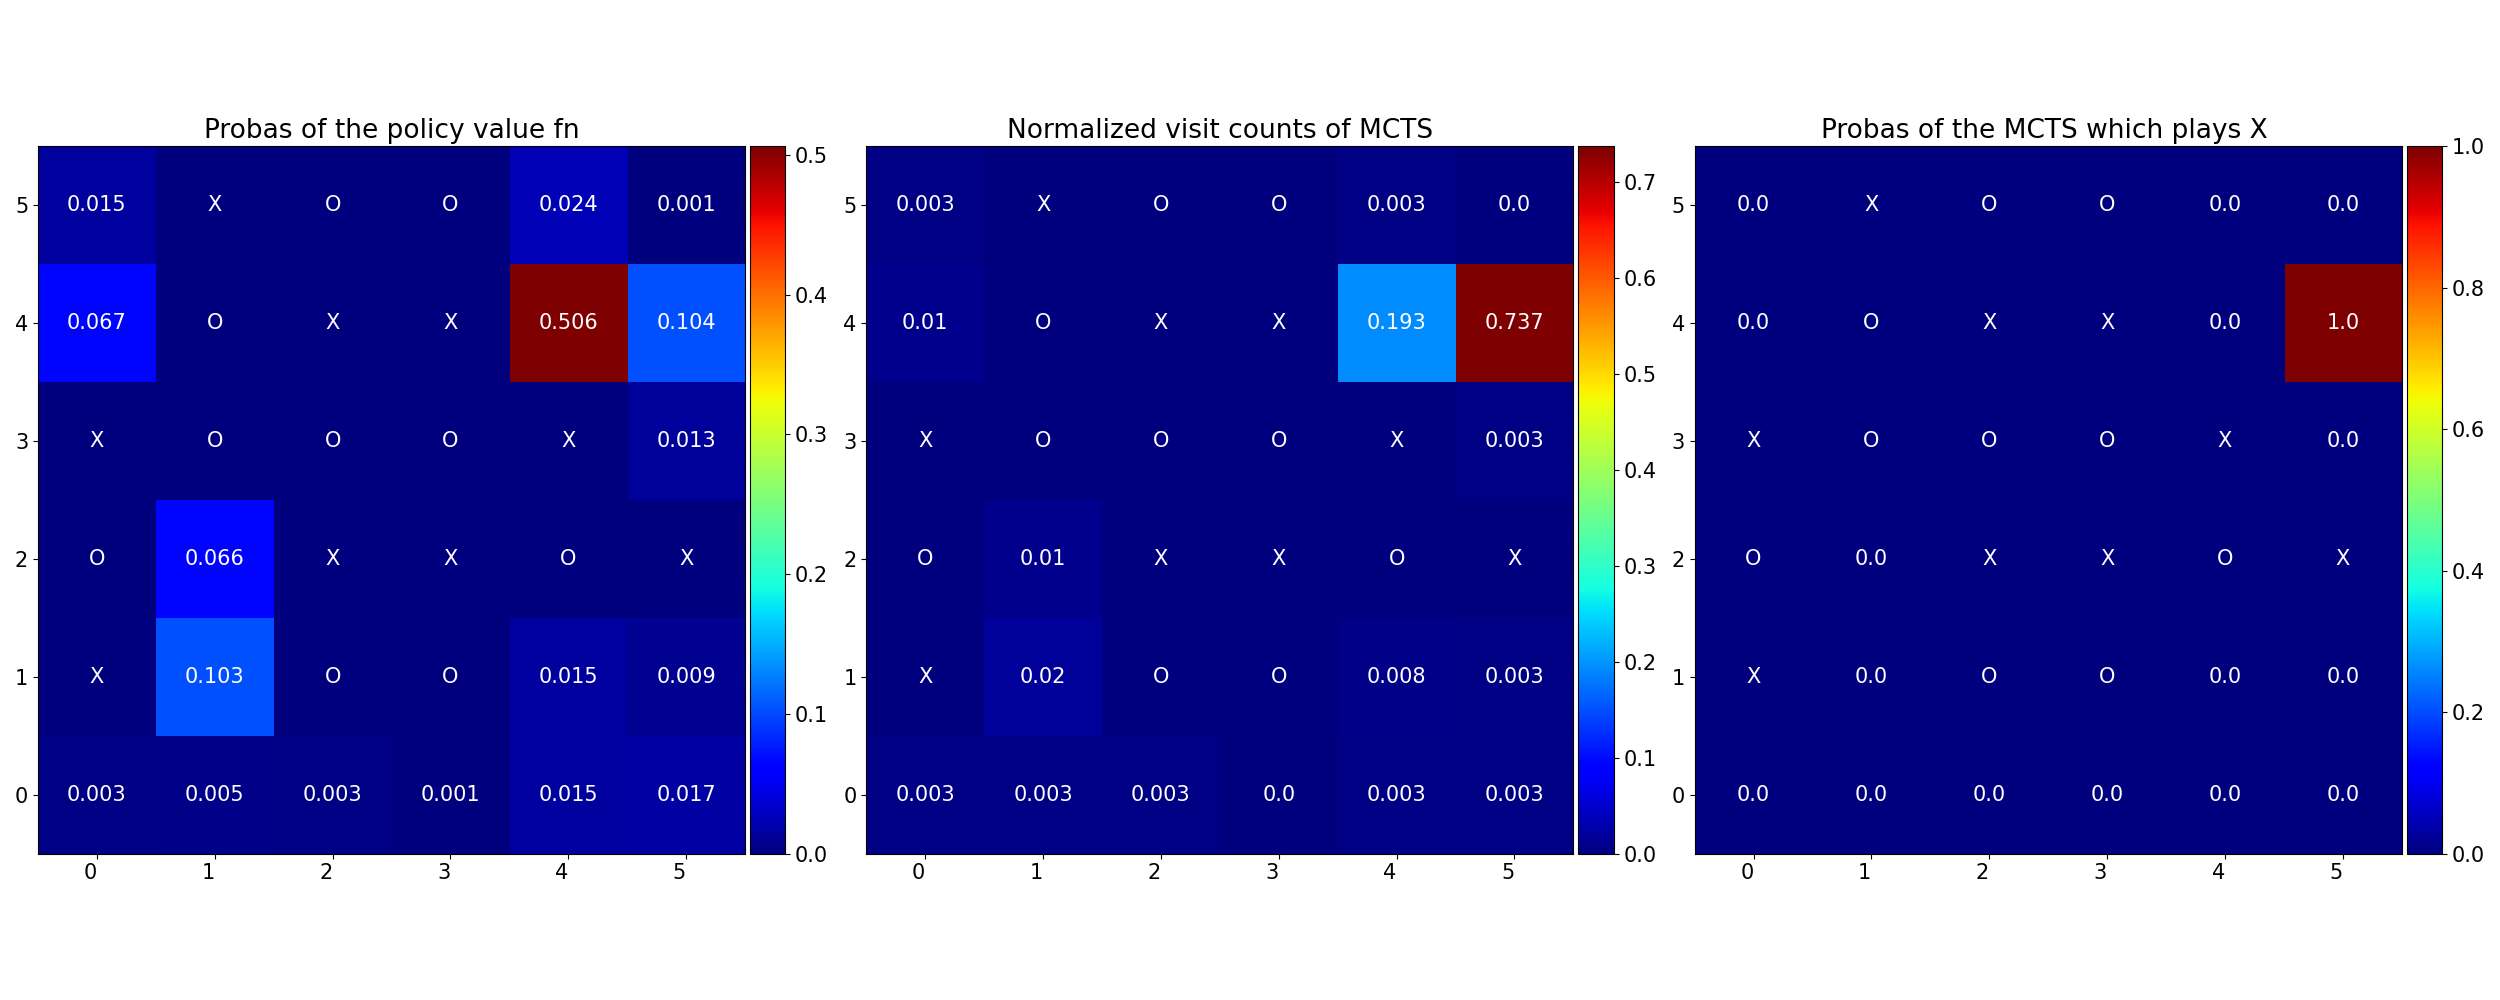 Probas of the policy value fn
5 0.015 X O O 0.024 0.001
4 0.067 O X X 0.506 0.104
3 X O O O X 0.013
2 O 0.066 X X O X
1 X 0.103 O O 0.015 0.009
0 0.003 0.005 0.003 0.001 0.015 0.017
0 1 2 3 4 5
0.5
0.4
0.3
0.2
0.1
0.0
Normalized visit counts of MCTS
5 0.003 X O O 0.003 0.0
4 0.01 O X X 0.193 0.737
3 X O O O X 0.003
2 O 0.01 X X O X
1 X 0.02 O O 0.008 0.003
0 0.003 0.003 0.003 0.0 0.003 0.003
0 1 2 3 4 5
0.7
0.6
0.5
0.4
0.3
0.2
0.1
0.0
Probas of the MCTS which plays X
5 0.0 X O O 0.0 0.0
4 0.0 O X X 0.0 1.0
3 X O O O X 0.0
2 O 0.0 X X O X
1 X 0.0 O O 0.0 0.0
0 0.0 0.0 0.0 0.0 0.0 0.0
0 1 2 3 4 5
1.0
0.8
0.6
0.4
0.2
0.0